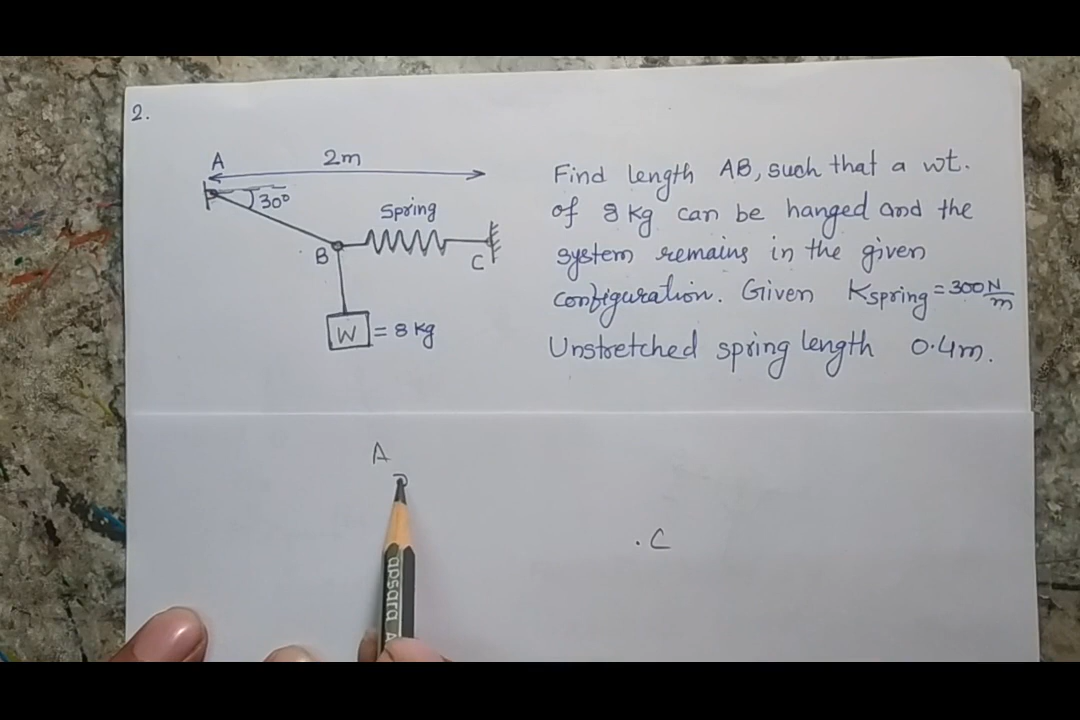 2.
A
2m
30°
Spring
B
C
W = 8 kg
Find length AB, such that a wt.
of 8 kg can be hanged and the
system remains in the given
configuration. Given Kspring = 300 N/m
Unstretched spring length 0.4m.
A
. C
apsara A